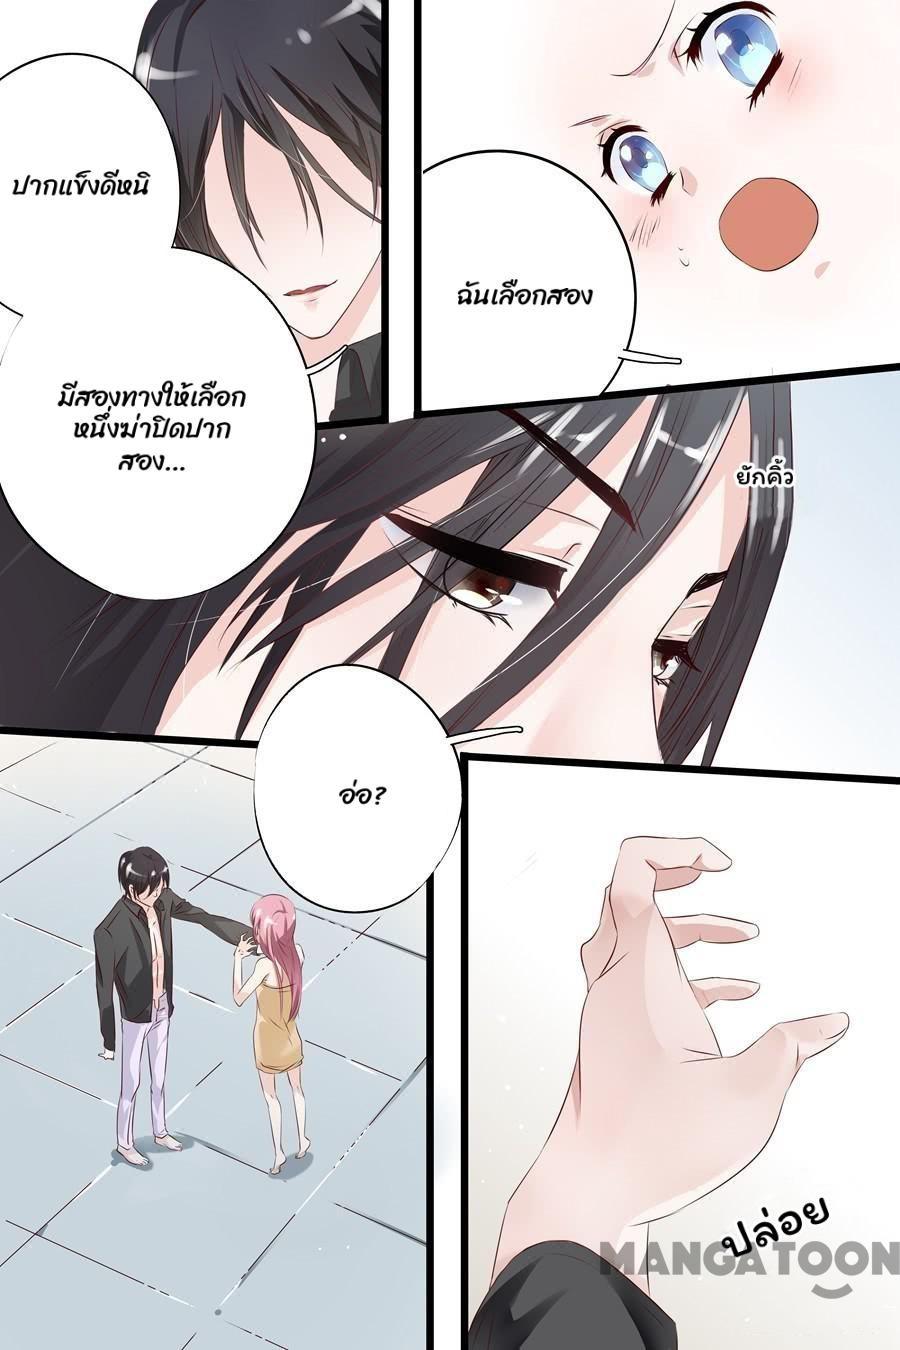 ปากแข็งดีหนิ
มีสองทางให้เลือก
หนึ่งฆ่าปิดปาก
สอง...
ฉันเลือกสอง
ยักคิ้ว
อ่อ?
ปล่อย
MANGATOON